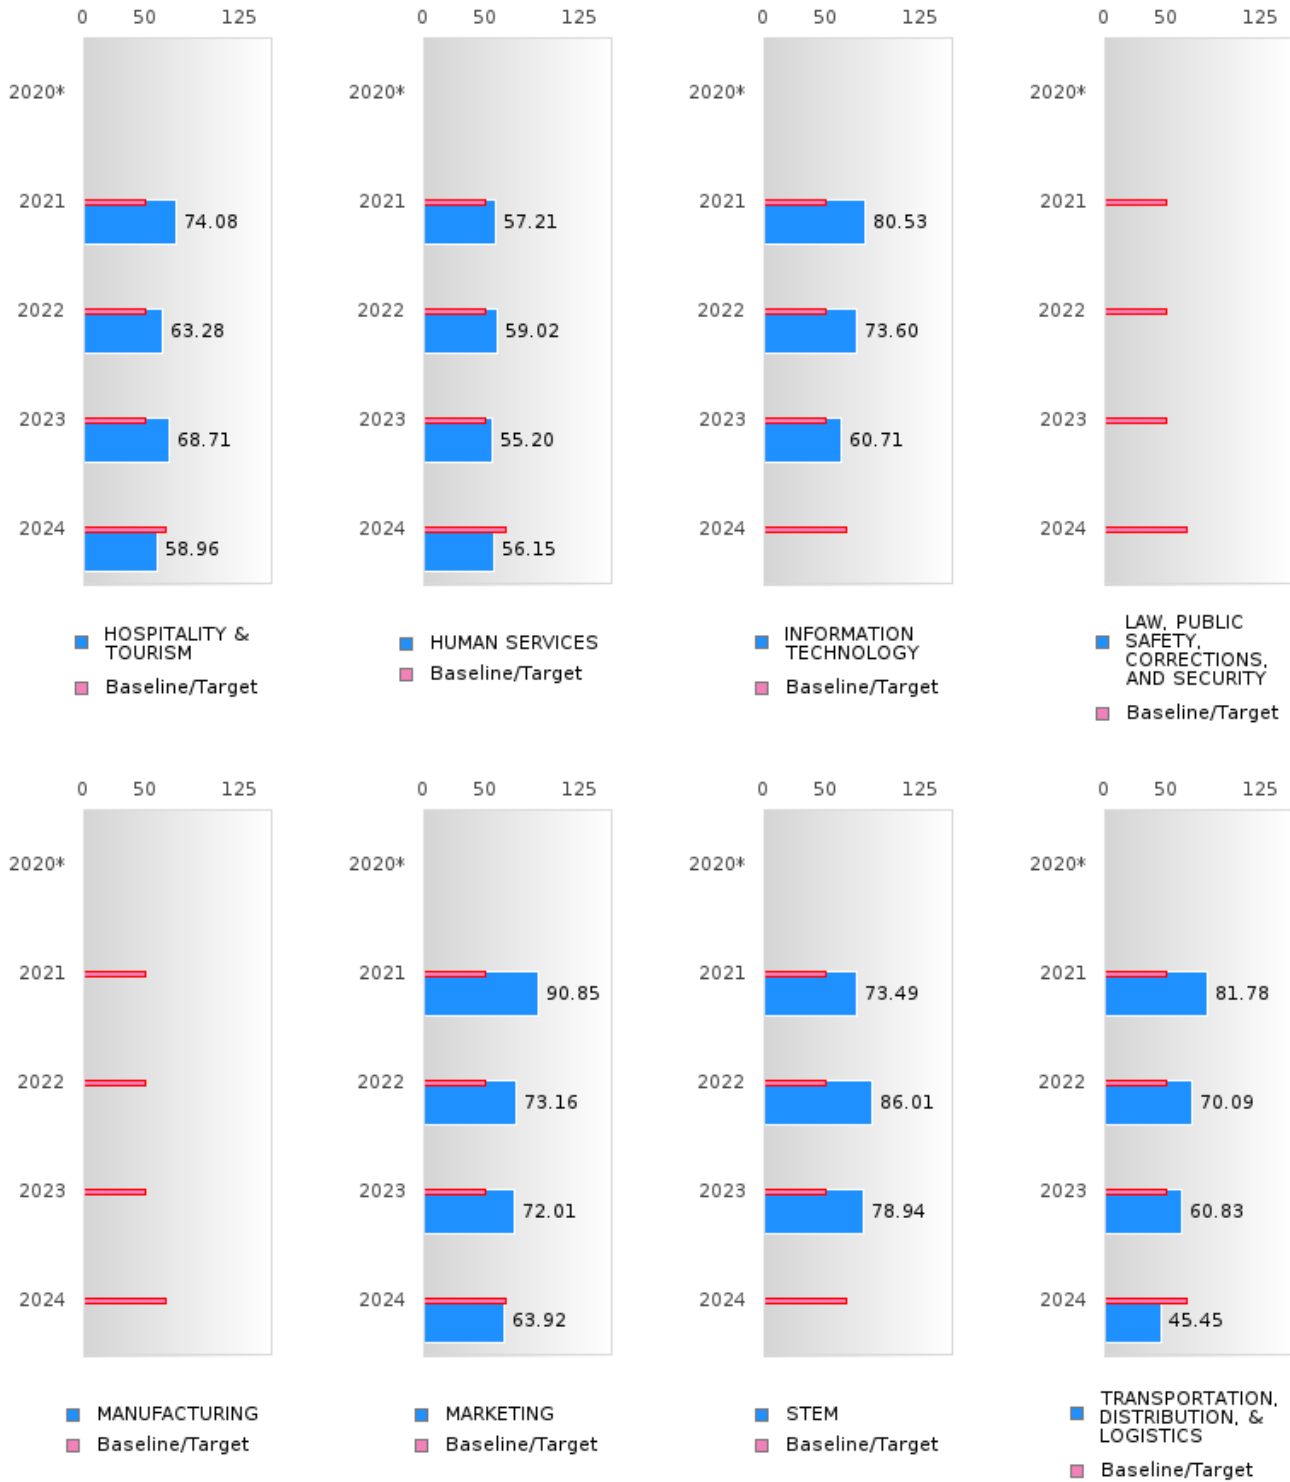 0 50 125
2020*
2021
74.08
2022
63.28
2023
68.71
2024
58.96
HOSPITALITY &
TOURISM
Baseline/Target
0 50 125
2020*
2021
57.21
2022
59.02
2023
55.20
2024
56.15
HUMAN SERVICES
Baseline/Target
0 50 125
2020*
2021
80.53
2022
73.60
2023
60.71
2024
INFORMATION
TECHNOLOGY
Baseline/Target
0 50 125
2020*
2021
2022
2023
2024
LAW, PUBLIC
SAFETY,
CORRECTIONS,
AND SECURITY
Baseline/Target
0 50 125
2020*
2021
2022
2023
2024
MANUFACTURING
Baseline/Target
0 50 125
2020*
2021
90.85
2022
73.16
2023
72.01
2024
63.92
MARKETING
Baseline/Target
0 50 125
2020*
2021
73.49
2022
86.01
2023
78.94
2024
STEM
Baseline/Target
0 50 125
2020*
2021
81.78
2022
70.09
2023
60.83
2024
45.45
TRANSPORTATION,
DISTRIBUTION, &
LOGISTICS
Baseline/Target